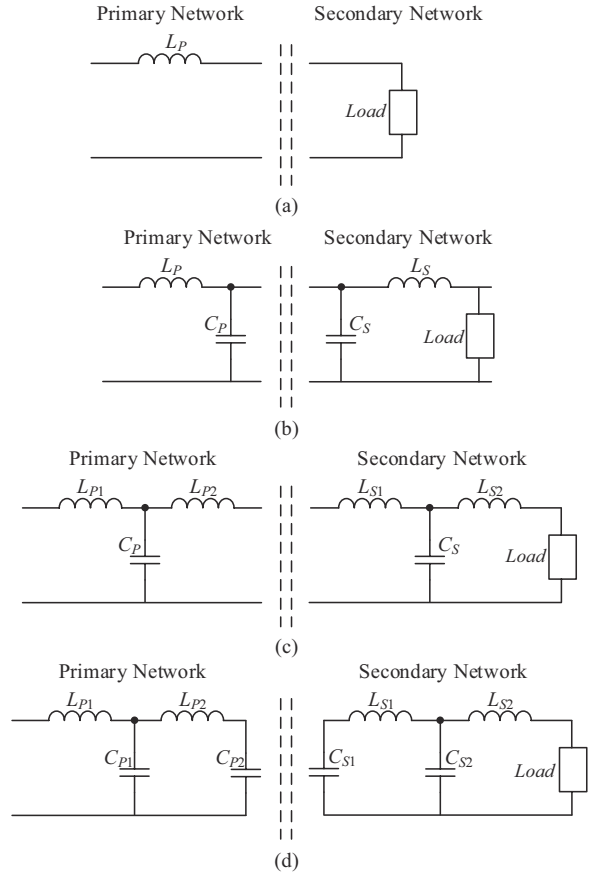 Primary Network Secondary Network
L_P
Load
(a)
Primary Network Secondary Network
L_P L_S
C_P C_S Load
(b)
Primary Network Secondary Network
L_P1 L_P2 L_S1 L_S2
C_P C_S Load
(c)
Primary Network Secondary Network
L_P1 L_P2 L_S1 L_S2
C_P1 C_P2 C_S1 C_S2 Load
(d)